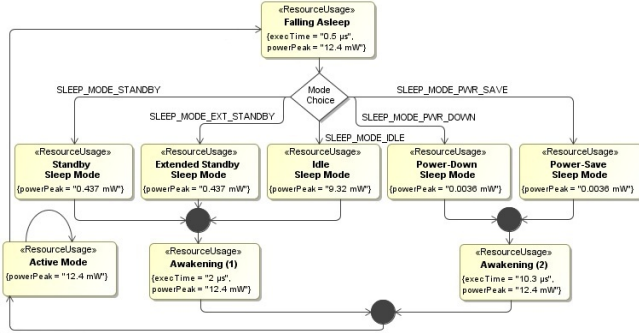 «ResourceUsage»
Falling Asleep
{execTime = "0.5 µs",
powerPeak = "12.4 mW"}
Mode
Choice
SLEEP_MODE_STANDBY
SLEEP_MODE_PWR_SAVE
SLEEP_MODE_EXT_STANDBY
SLEEP_MODE_PWR_DOWN
SLEEP_MODE_IDLE
«ResourceUsage»
Standby
Sleep Mode
{powerPeak = "0.437 mW"}
«ResourceUsage»
Extended Standby
Sleep Mode
{powerPeak = "0.437 mW"}
«ResourceUsage»
Idle
Sleep Mode
{powerPeak = "9.32 mW"}
«ResourceUsage»
Power-Down
Sleep Mode
{powerPeak = "0.0036 mW"}
«ResourceUsage»
Power-Save
Sleep Mode
{powerPeak = "0.0036 mW"}
«ResourceUsage»
Active Mode
{powerPeak = "12.4 mW"}
«ResourceUsage»
Awakening (1)
{execTime = "2 µs",
powerPeak = "12.4 mW"}
«ResourceUsage»
Awakening (2)
{execTime = "10.3 µs",
powerPeak = "12.4 mW"}